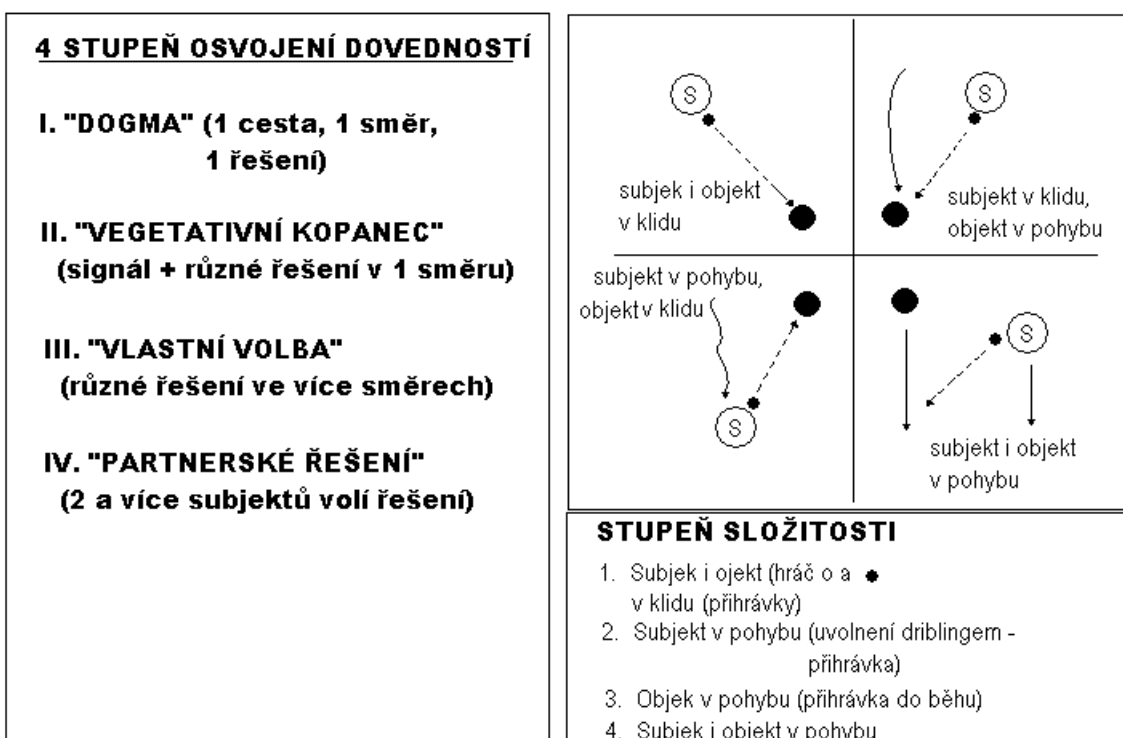 4 STUPEŇ OSVOJENÍ DOVEDNOSTÍ
I. "DOGMA" (1 cesta, 1 směr,
1 řešení)
II. "VEGETATIVNÍ KOPANEC"
(signál + různé řešení v 1 směru)
III. "VLASTNÍ VOLBA"
(různé řešení ve více směrech)
IV. "PARTNERSKÉ ŘEŠENÍ"
(2 a více subjektů volí řešení)
S
subjek i objekt
v klidu
S
subjekt v klidu,
objekt v pohybu
subjekt v pohybu,
objekt v klidu
S
S
subjekt i objekt
v pohybu
STUPEŇ SLOŽITOSTI
1. Subjek i ojekt (hráč o a ●
v klidu (přihrávky)
2. Subjekt v pohybu (uvolnení driblingem -
přihrávka)
3. Objek v pohybu (přihrávka do běhu)
4. Subjek i objekt v pohybu